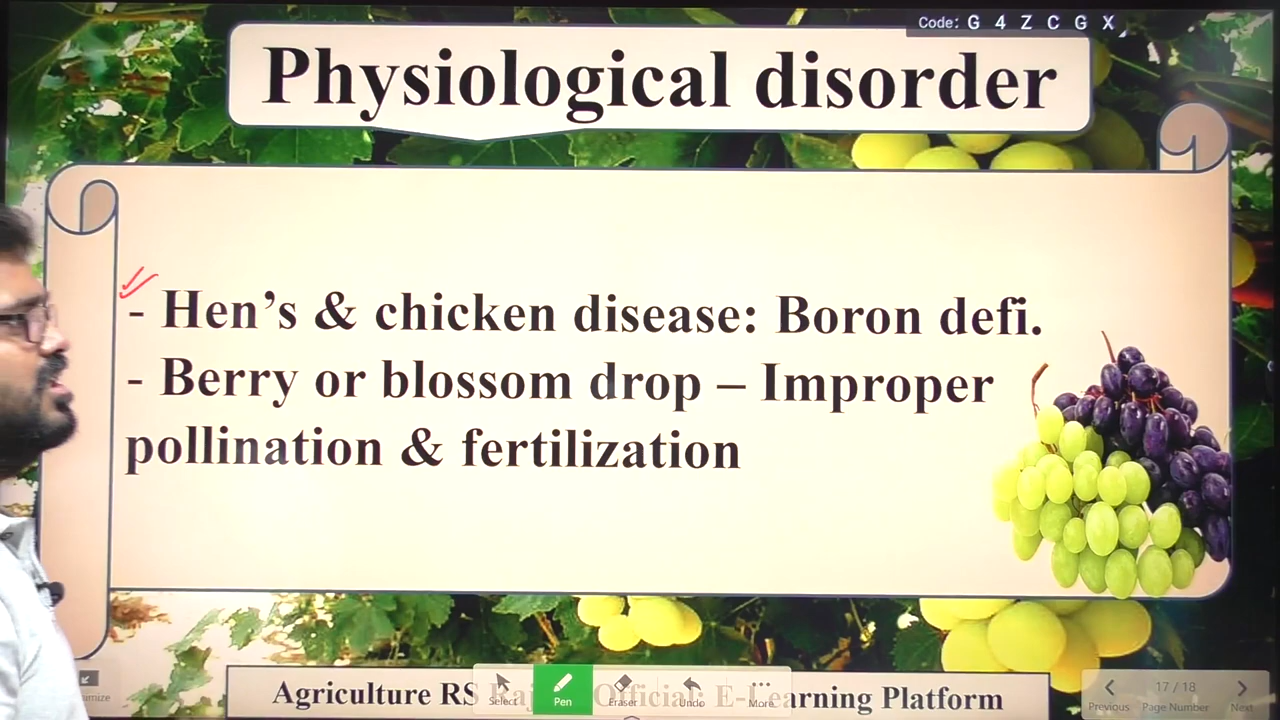 Code: G 4 Z C G X
Physiological disorder
- Hen's & chicken disease: Boron defi.
- Berry or blossom drop – Improper
pollination & fertilization
Agriculture RS Official: E-Learning Platform
Select
Pen
Eraser
Undo
More
Previous
17 / 18
Page Number
Next